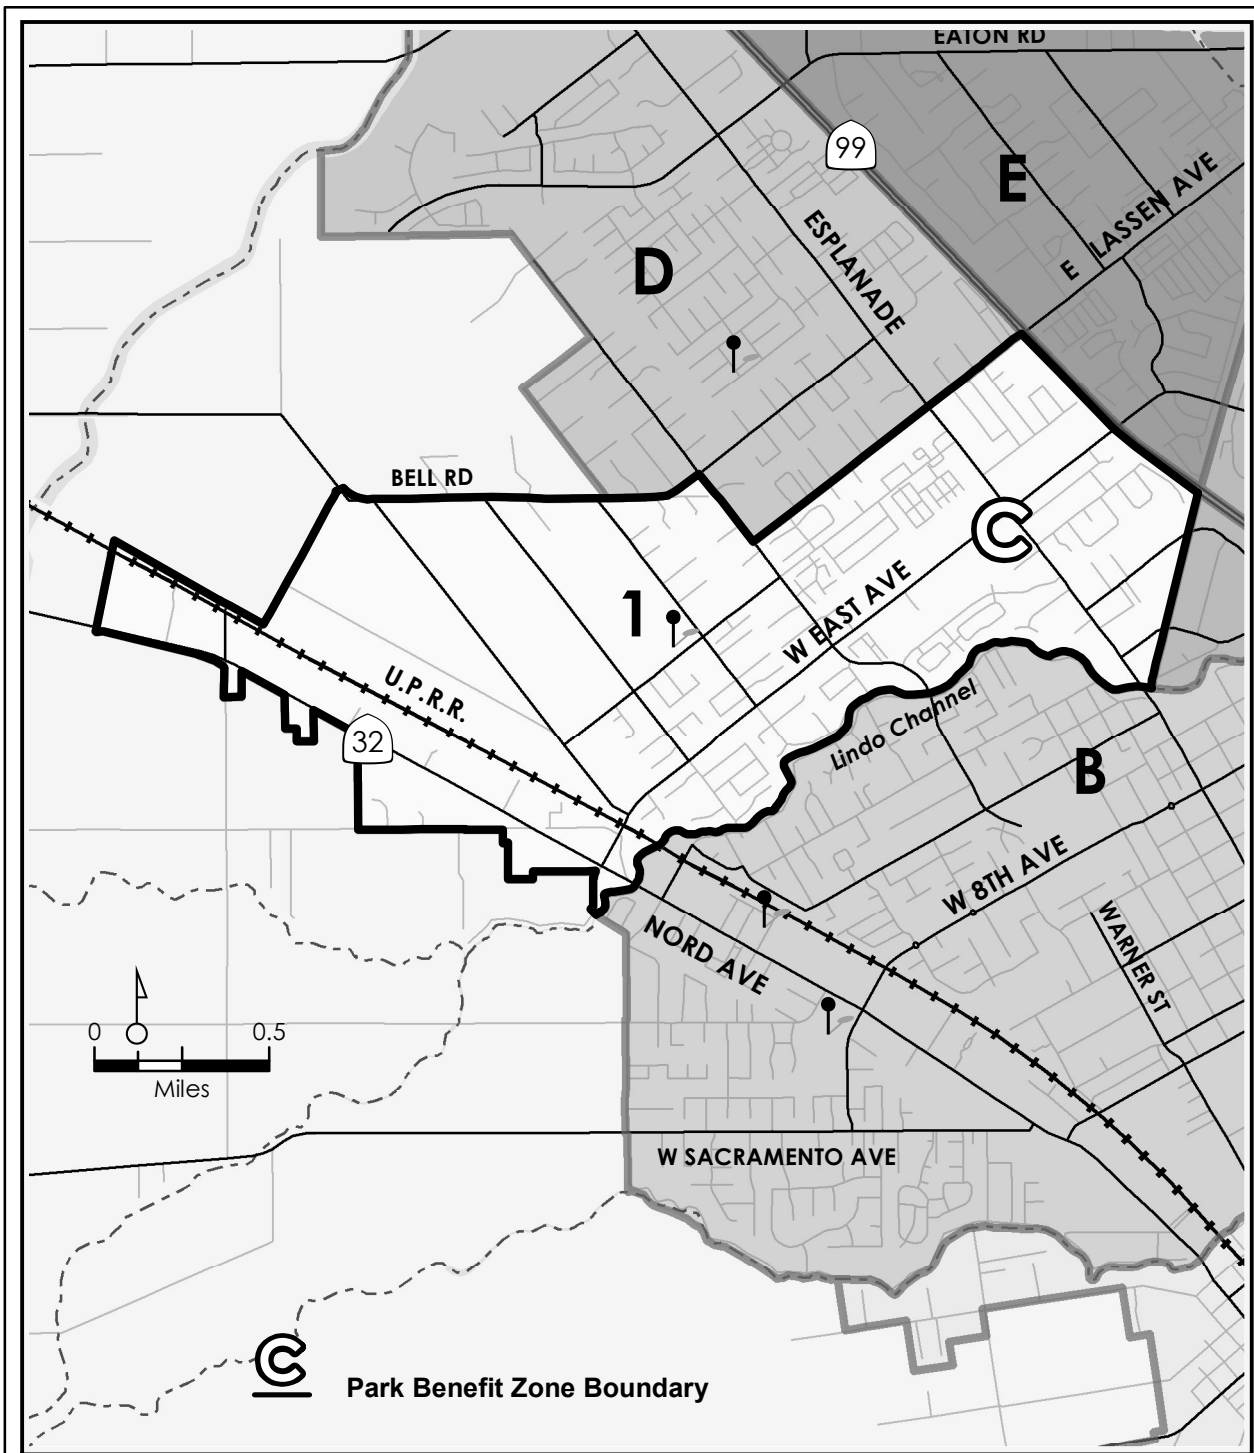 EATON RD
99
E
E LASSEN AVE
ESPLANADE
D
BELL RD
C
1
W EAST AVE
U.P.R.R.
32
Lindo Channel
B
W 8TH AVE
WARNER ST
NORD AVE
0 0.5
Miles
W SACRAMENTO AVE
C Park Benefit Zone Boundary